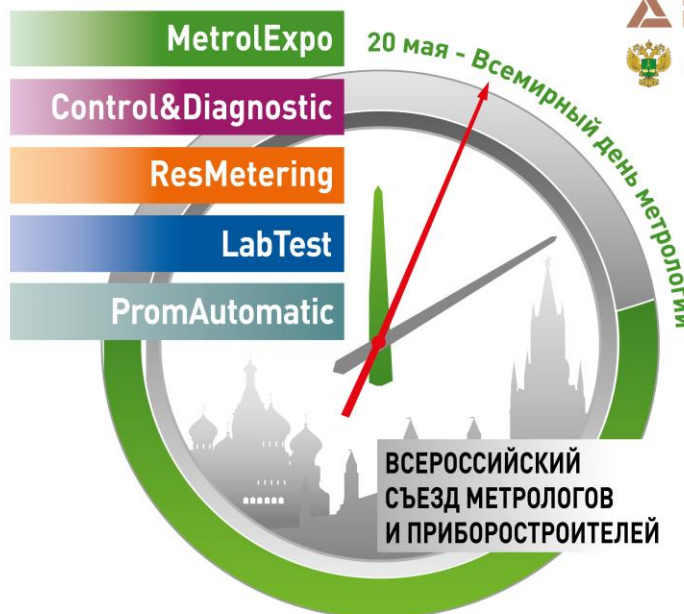 MetrolExpo
20 мая - Всемирный день метрологии
Control&Diagnostic
ResMetering
LabTest
PromAutomatic
ВСЕРОССИЙСКИЙ
СЪЕЗД МЕТРОЛОГОВ
И ПРИБОРОСТРОИТЕЛЕЙ